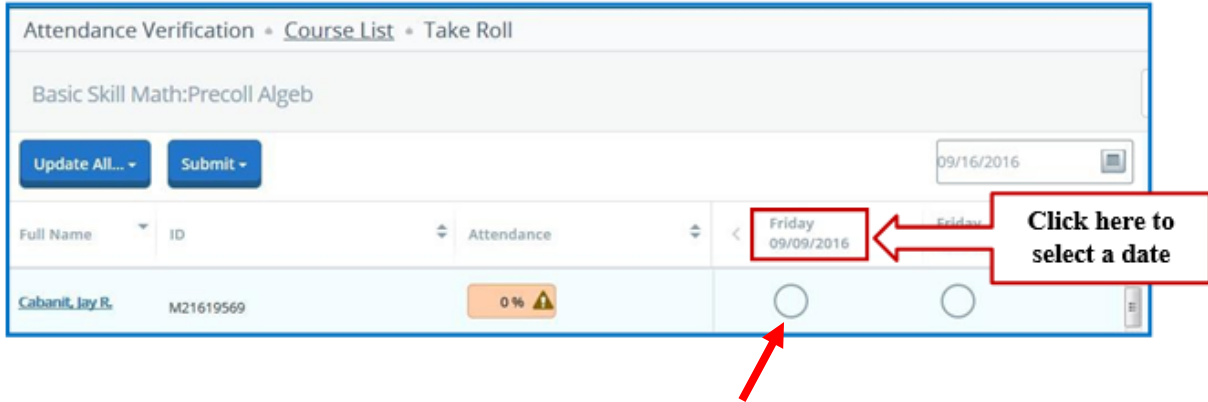 Attendance Verification • Course List • Take Roll
Basic Skill Math:Precoll Algeb
Update All... Submit
09/16/2016
Full Name ID Attendance < Friday Friday
09/09/2016
Click here to
select a date
Cabanit, Jay R. M21619569 0 %